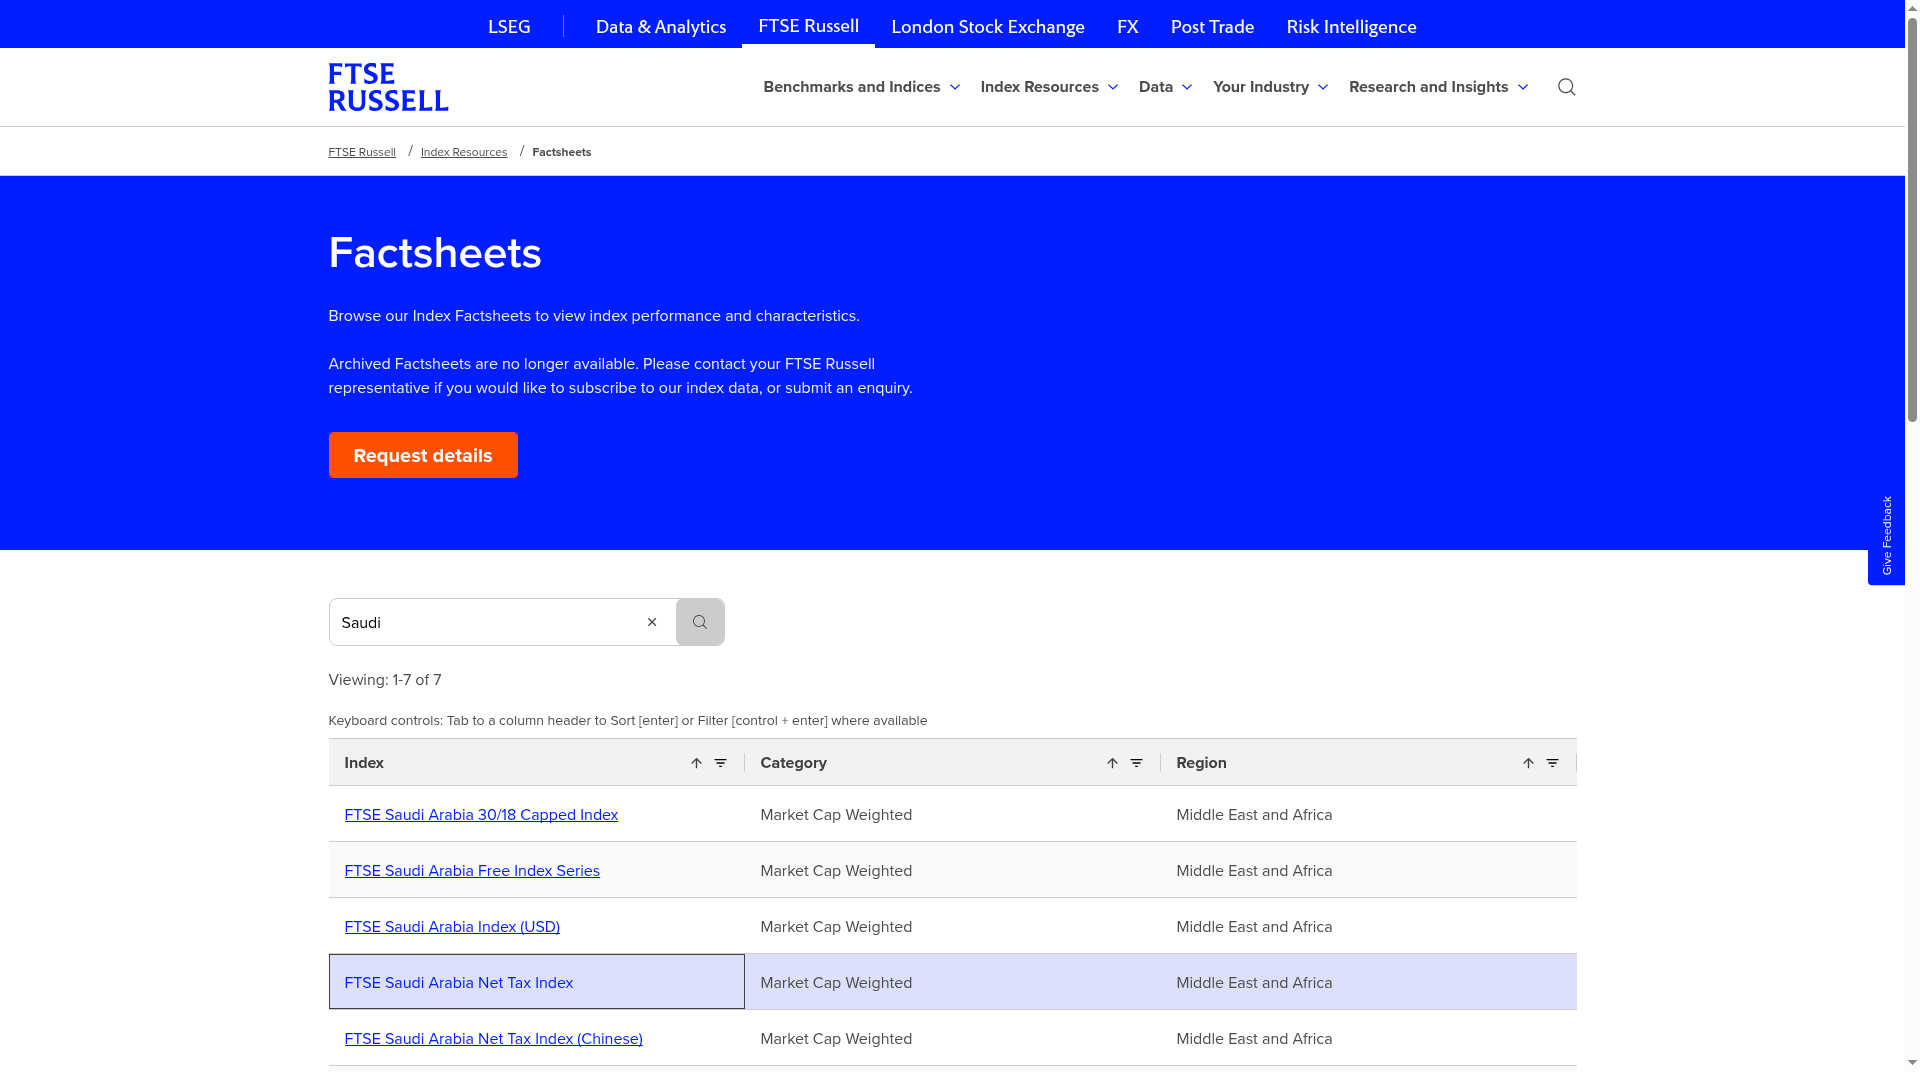 LSEG
Data & Analytics
FTSE Russell
London Stock Exchange
FX
Post Trade
Risk Intelligence
FTSE
RUSSELL
Benchmarks and Indices
Index Resources
Data
Your Industry
Research and Insights
FTSE Russell / Index Resources / Factsheets
Factsheets
Browse our Index Factsheets to view index performance and characteristics.
Archived Factsheets are no longer available. Please contact your FTSE Russell
representative if you would like to subscribe to our index data, or submit an enquiry.
Request details
Give Feedback
Saudi
Viewing: 1-7 of 7
Keyboard controls: Tab to a column header to Sort [enter] or Filter [control + enter] where available
Index Category Region
FTSE Saudi Arabia 30/18 Capped Index Market Cap Weighted Middle East and Africa
FTSE Saudi Arabia Free Index Series Market Cap Weighted Middle East and Africa
FTSE Saudi Arabia Index (USD) Market Cap Weighted Middle East and Africa
FTSE Saudi Arabia Net Tax Index Market Cap Weighted Middle East and Africa
FTSE Saudi Arabia Net Tax Index (Chinese) Market Cap Weighted Middle East and Africa